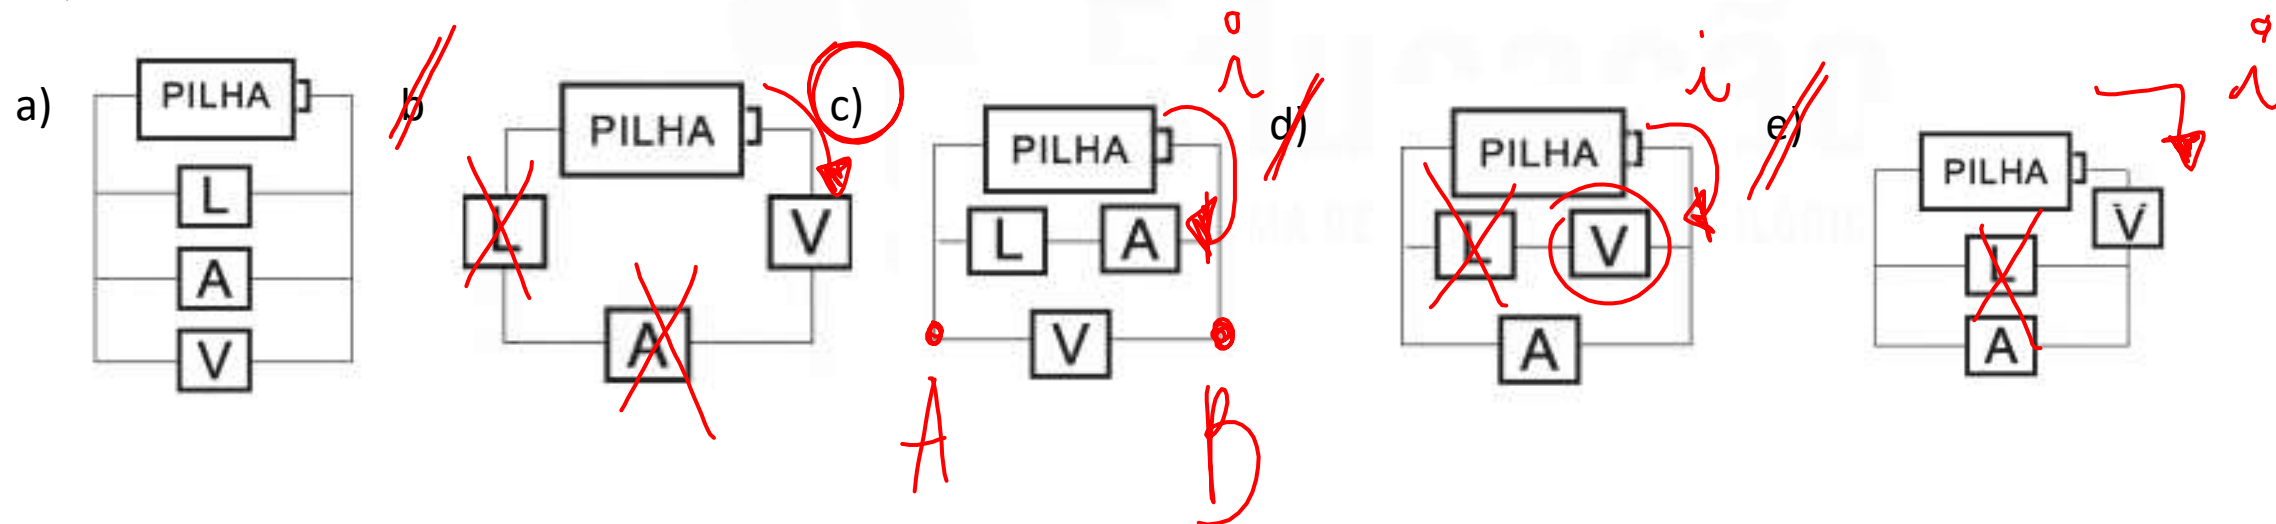 a) PILHA L A V
b PILHA L V A
c) PILHA i L A V A B
d) PILHA i L V A
e) PILHA i V L A